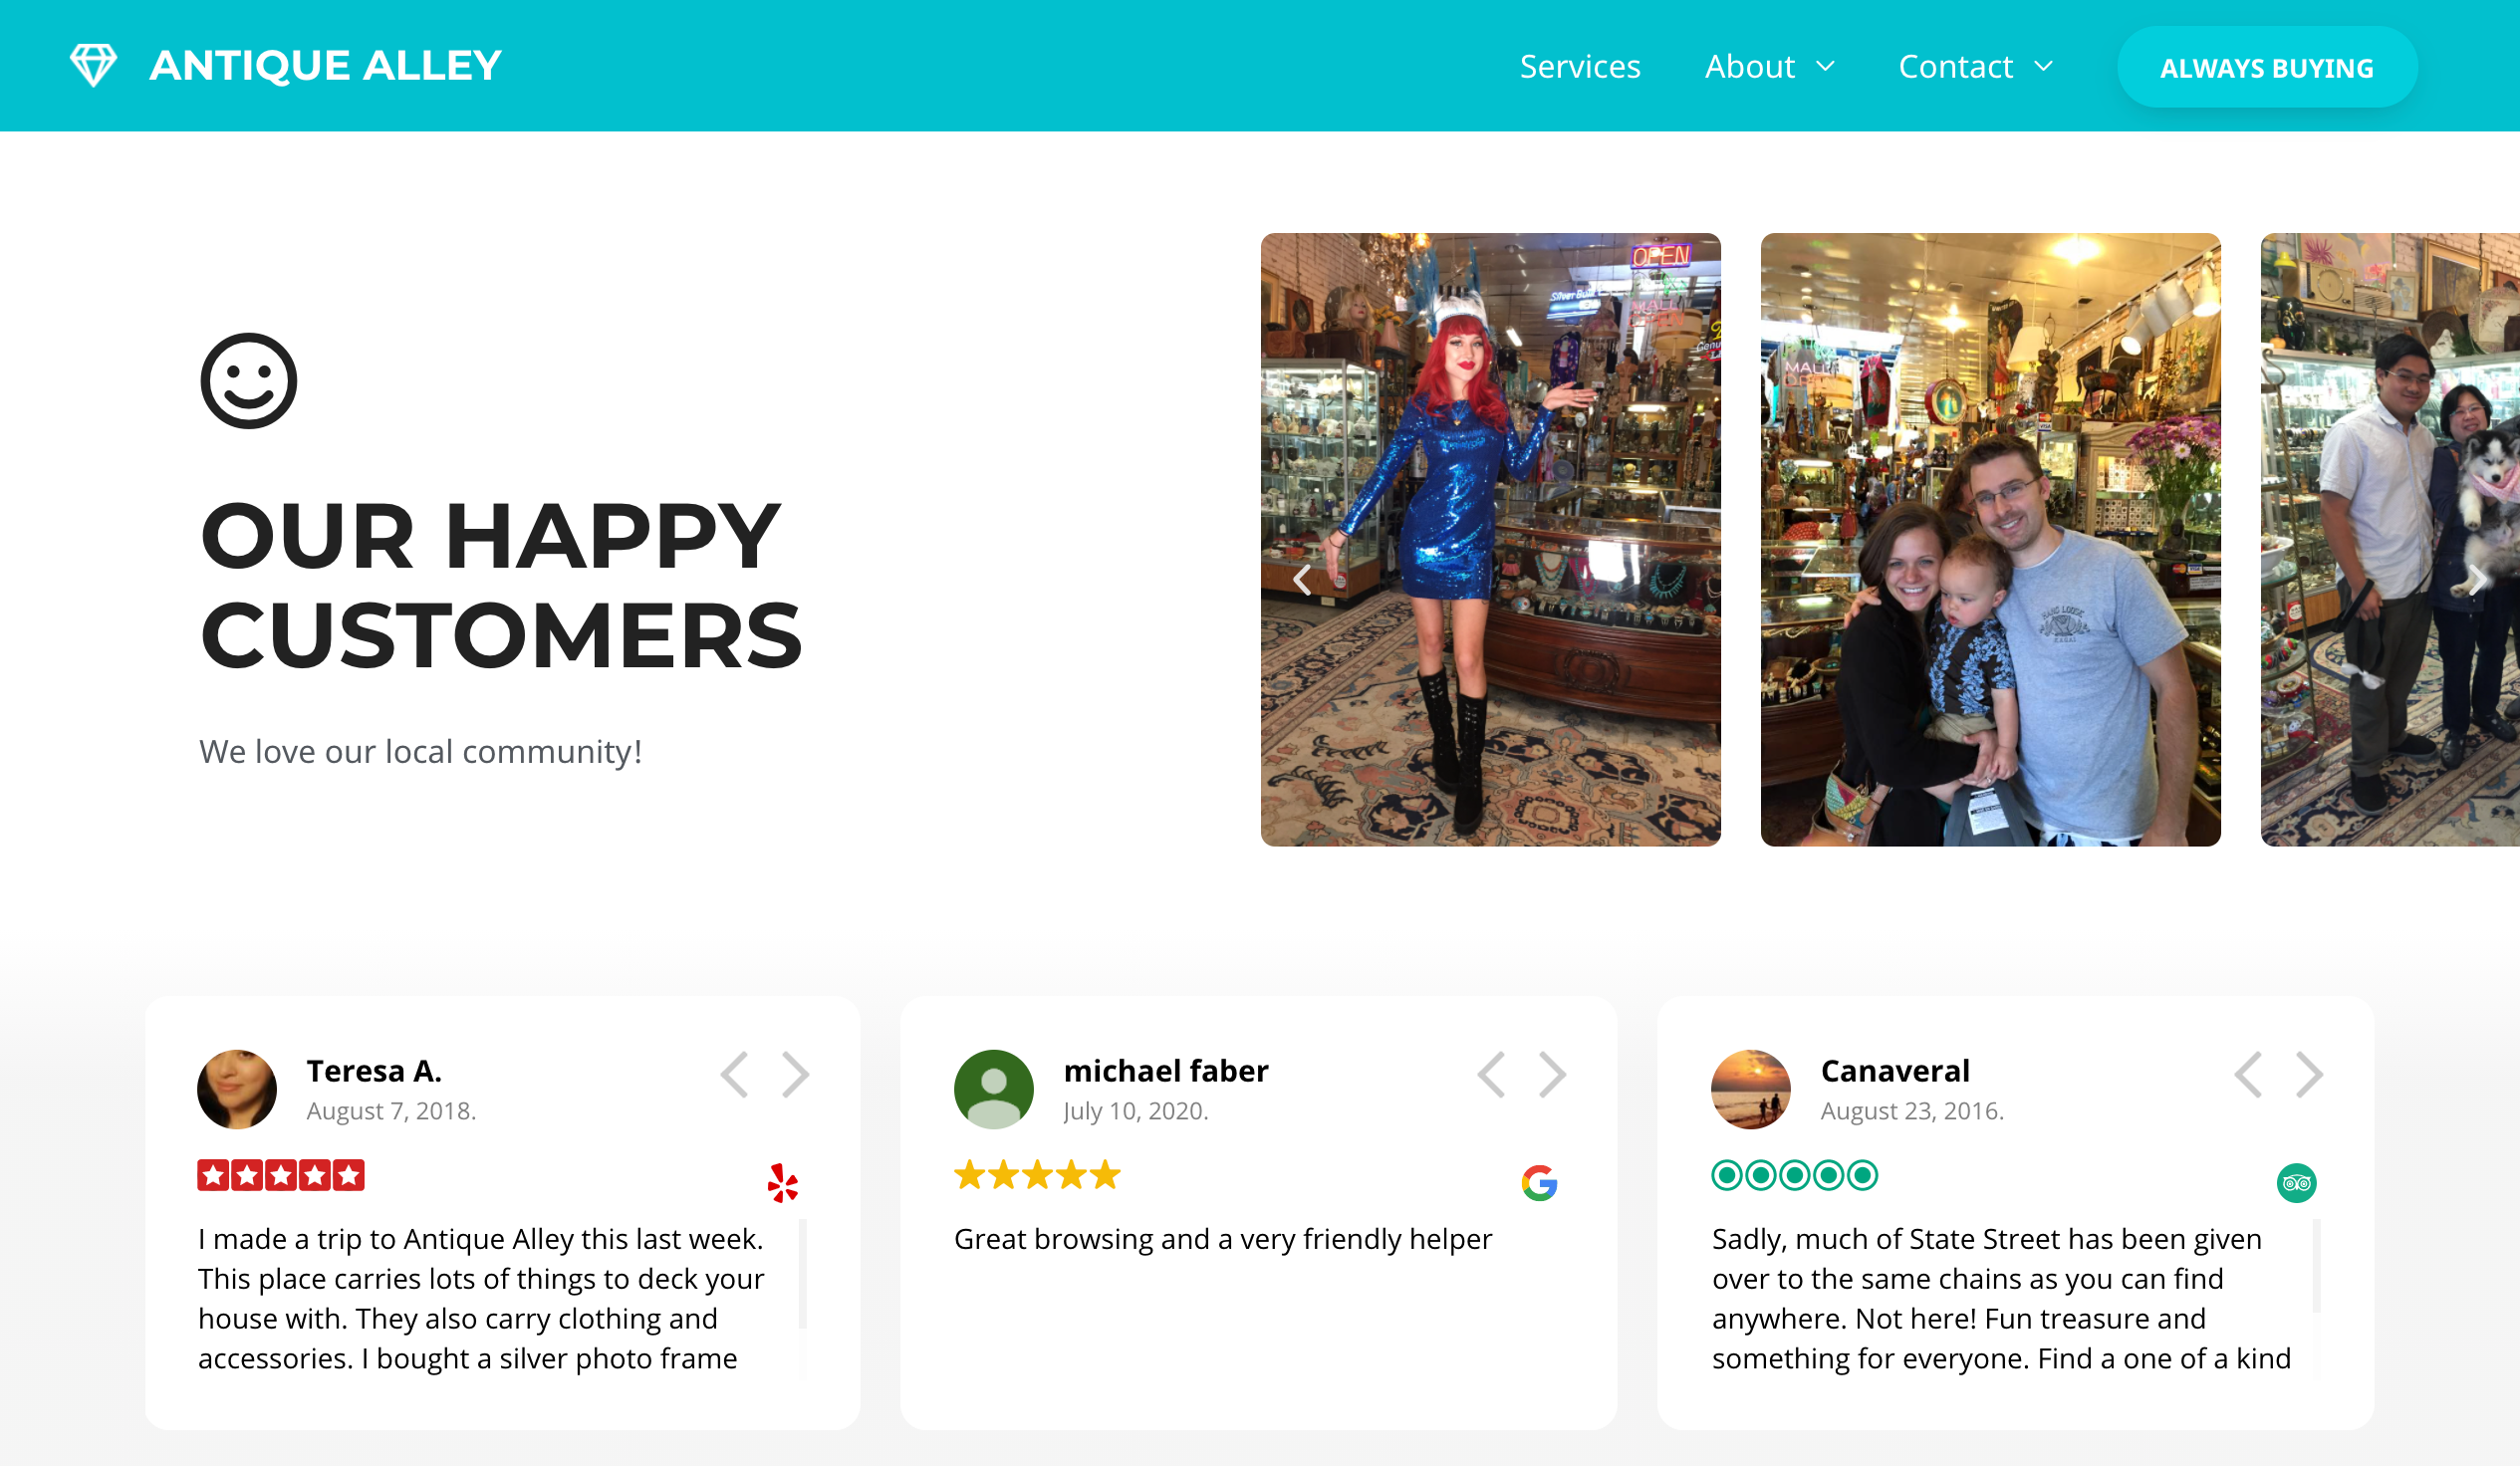 ANTIQUE ALLEY
Services
About
Contact
ALWAYS BUYING
OUR HAPPY
CUSTOMERS
We love our local community!
OPEN
MALL
Teresa A.
August 7, 2018.
I made a trip to Antique Alley this last week.
This place carries lots of things to deck your
house with. They also carry clothing and
accessories. I bought a silver photo frame
michael faber
July 10, 2020.
Great browsing and a very friendly helper
Canaveral
August 23, 2016.
Sadly, much of State Street has been given
over to the same chains as you can find
anywhere. Not here! Fun treasure and
something for everyone. Find a one of a kind